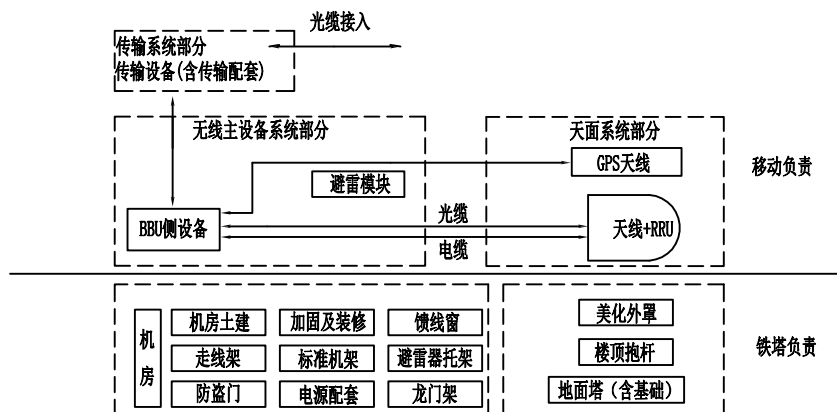 光缆接入
传输系统部分
传输设备(含传输配套)
无线主设备系统部分
天面系统部分
GPS天线
移动负责
避雷模块
BBU侧设备
光缆
电缆
天线+RRU
机房
机房土建
加固及装修
馈线窗
走线架
标准机架
避雷器托架
防盗门
电源配套
龙门架
美化外罩
楼顶抱杆
地面塔（含基础）
铁塔负责